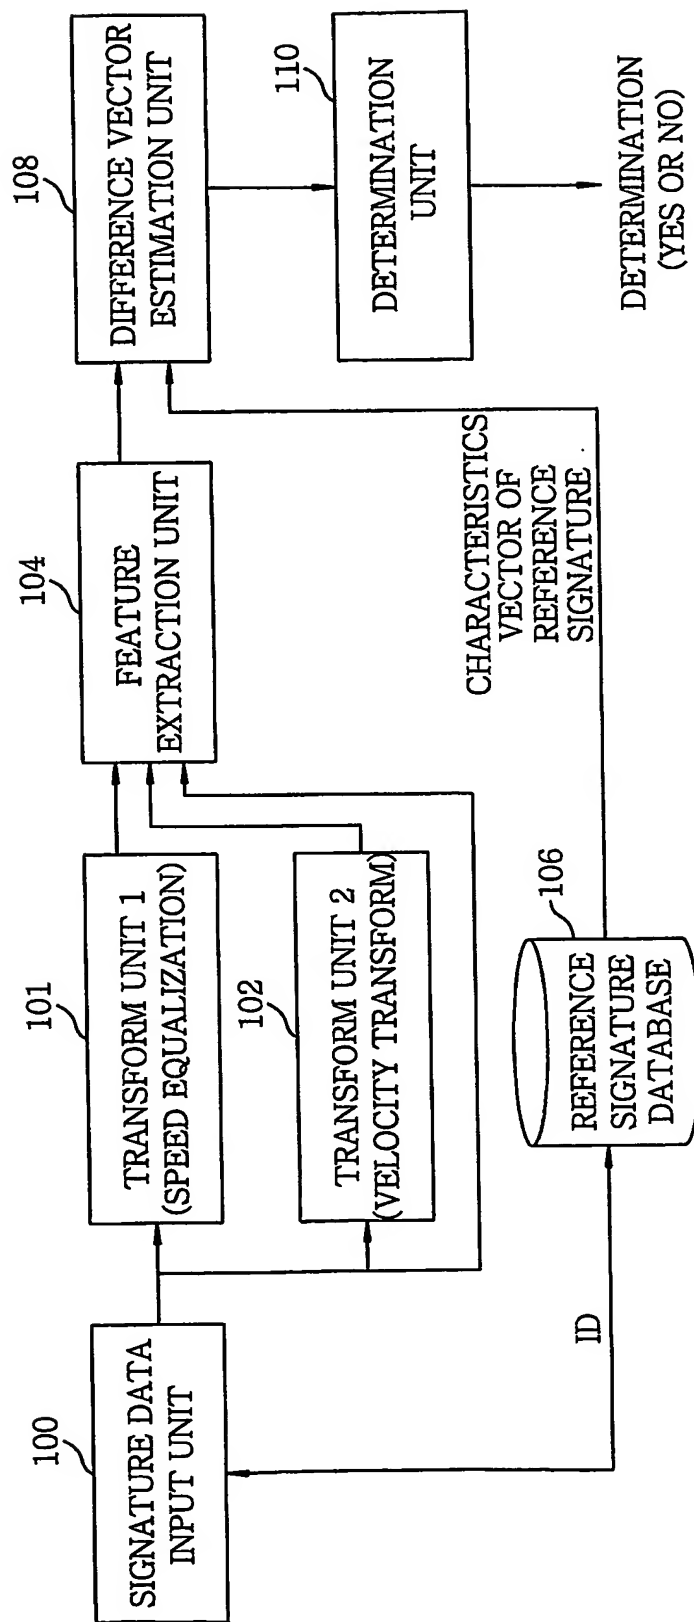 100
SIGNATURE DATA
INPUT UNIT
101
TRANSFORM UNIT 1
(SPEED EQUALIZATION)
102
TRANSFORM UNIT 2
(VELOCITY TRANSFORM)
104
FEATURE
EXTRACTION UNIT
108
DIFFERENCE VECTOR
ESTIMATION UNIT
110
DETERMINATION
UNIT
DETERMINATION
(YES OR NO)
ID
106
REFERENCE
SIGNATURE
DATABASE
CHARACTERISTICS
VECTOR OF
REFERENCE
SIGNATURE